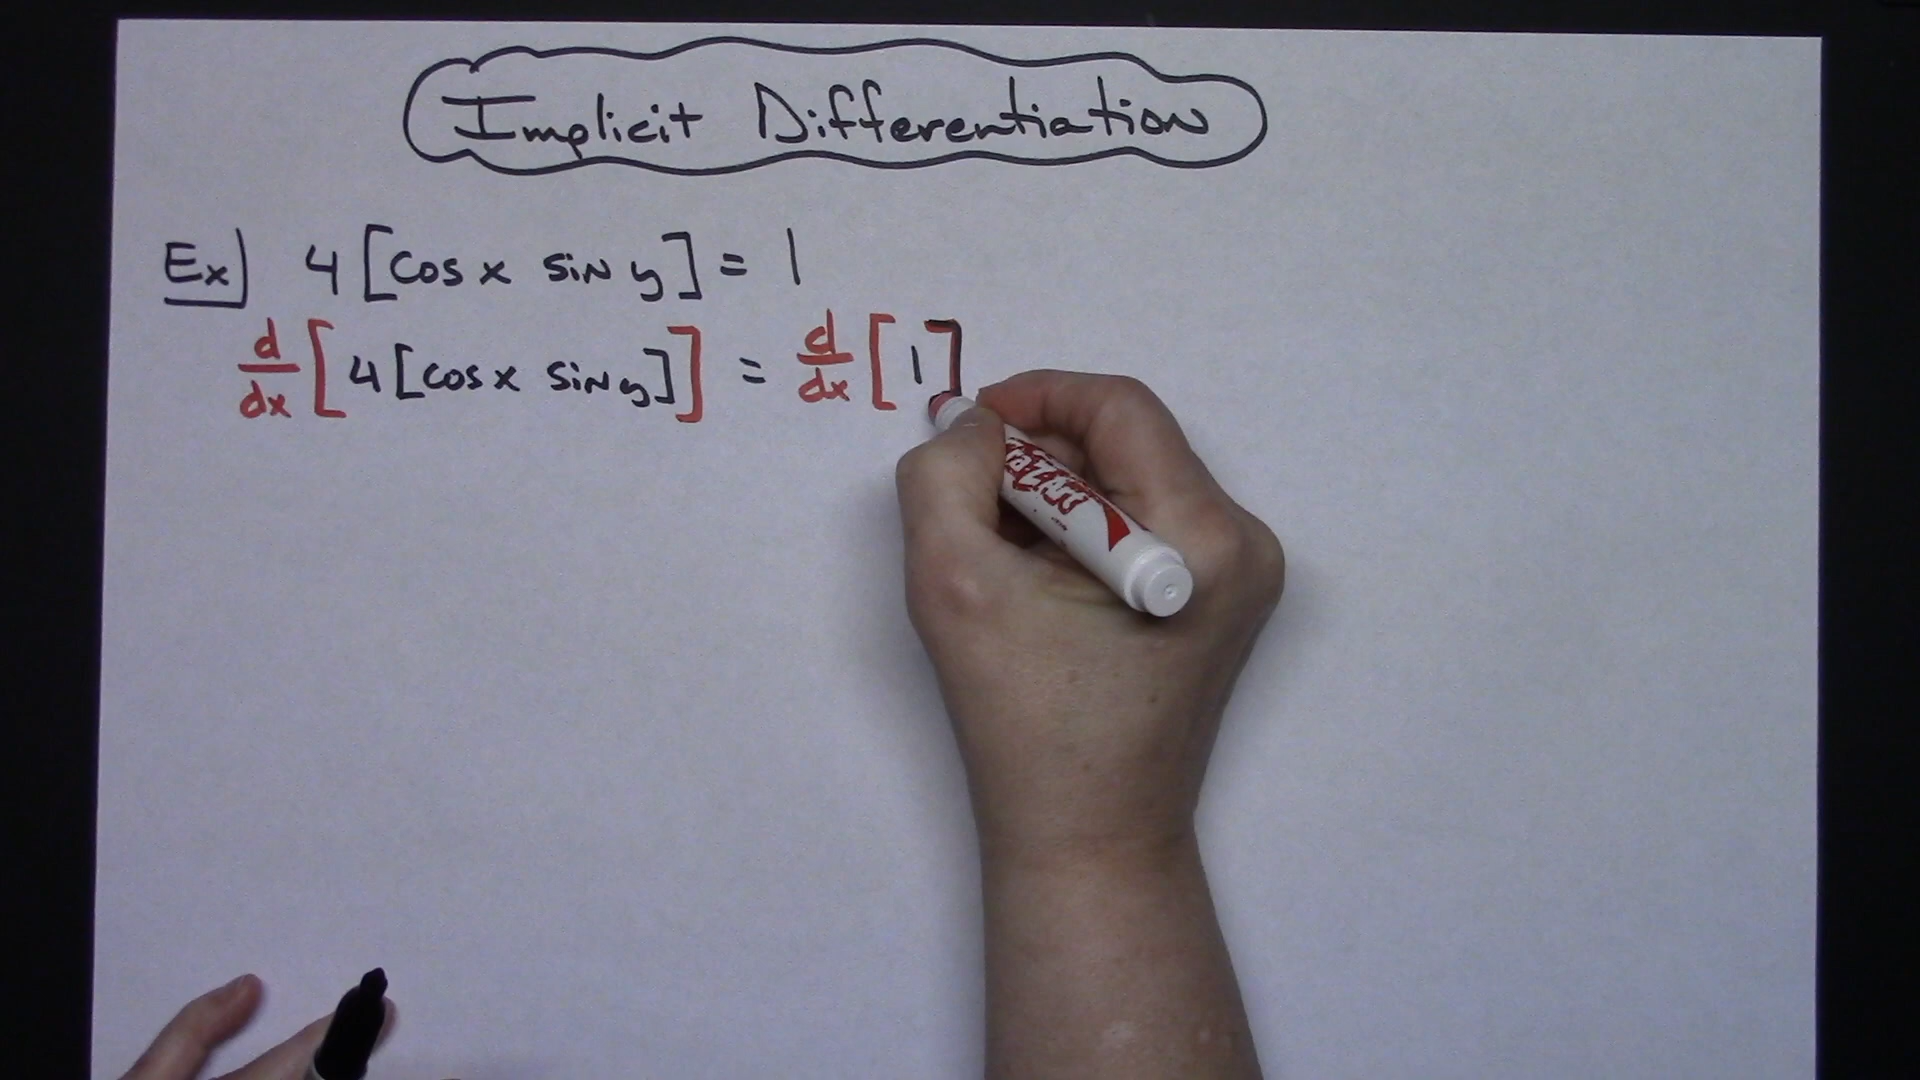 Implicit Differentiation
Ex) 4[cos x sin y] = 1
d/dx [4[cos x sin y]] = d/dx [1]